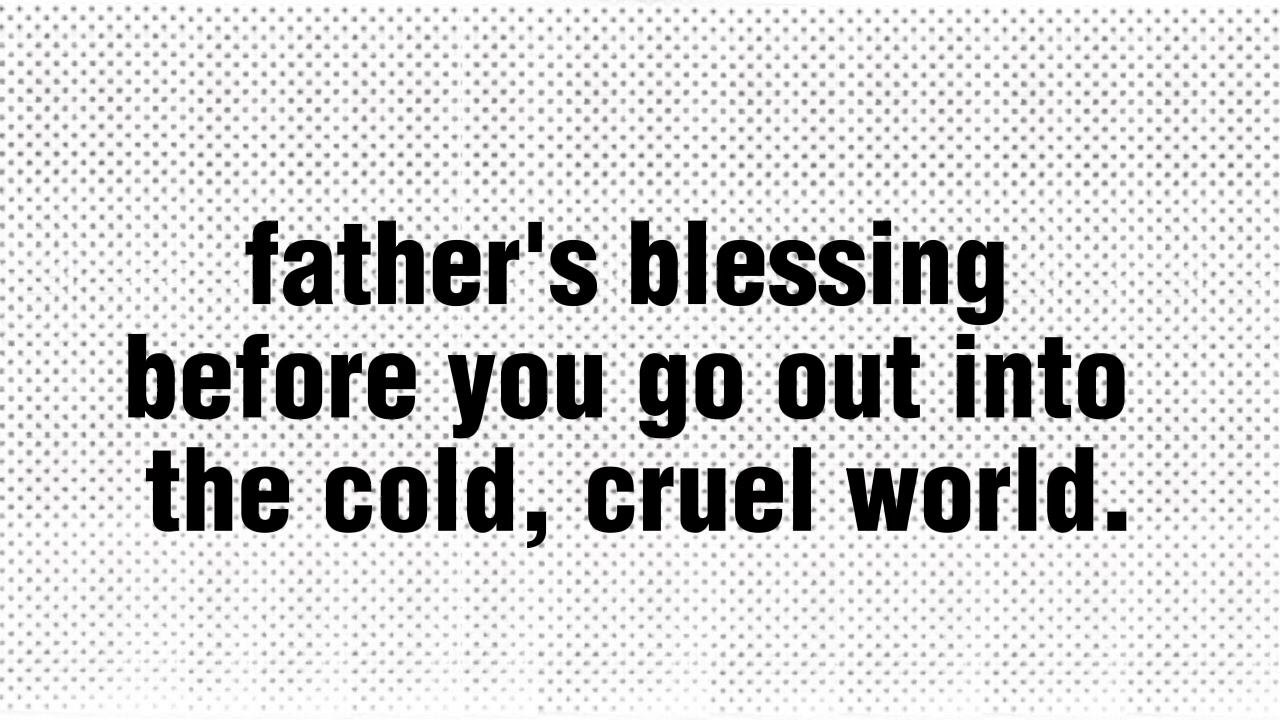 father's blessing
before you go out into
the cold, cruel world.